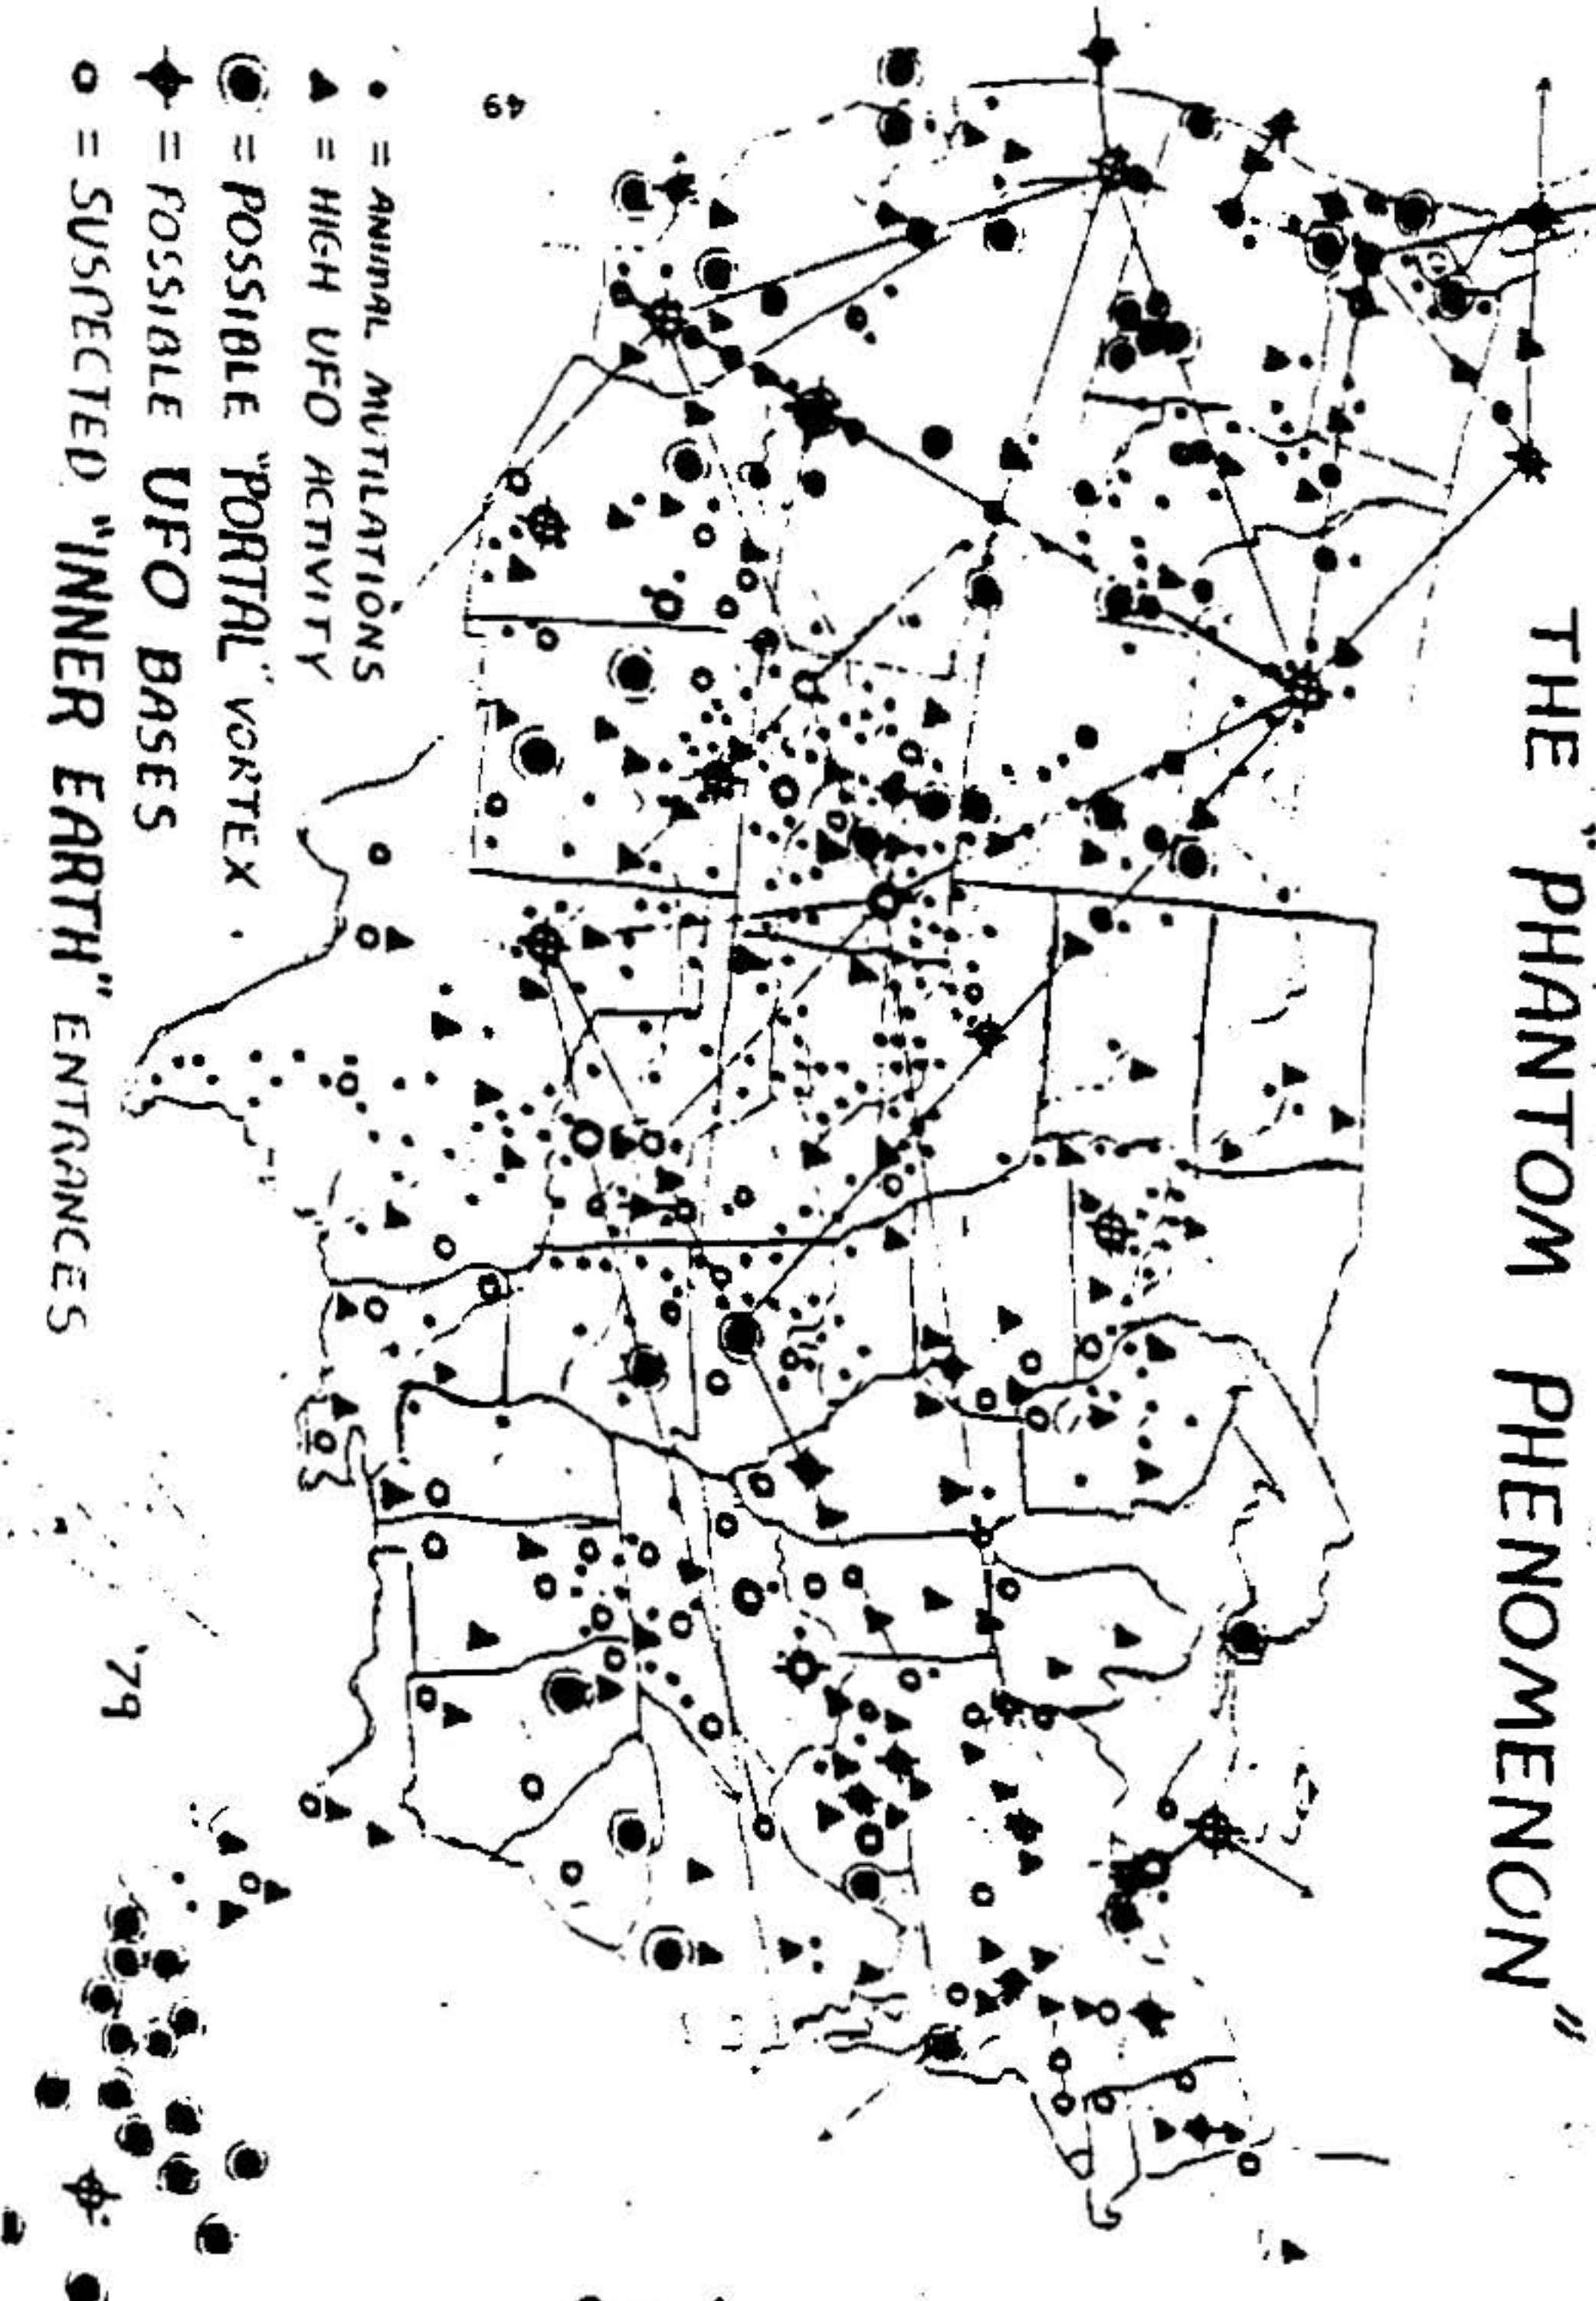 THE "PHANTOM PHENOMENON"
• = ANIMAL MUTILATIONS
▲ = HIGH UFO ACTIVITY
= POSSIBLE "PORTAL" VORTEX
= POSSIBLE UFO BASES
o = SUSPECTED "INNER EARTH" ENTRANCES
'79
49